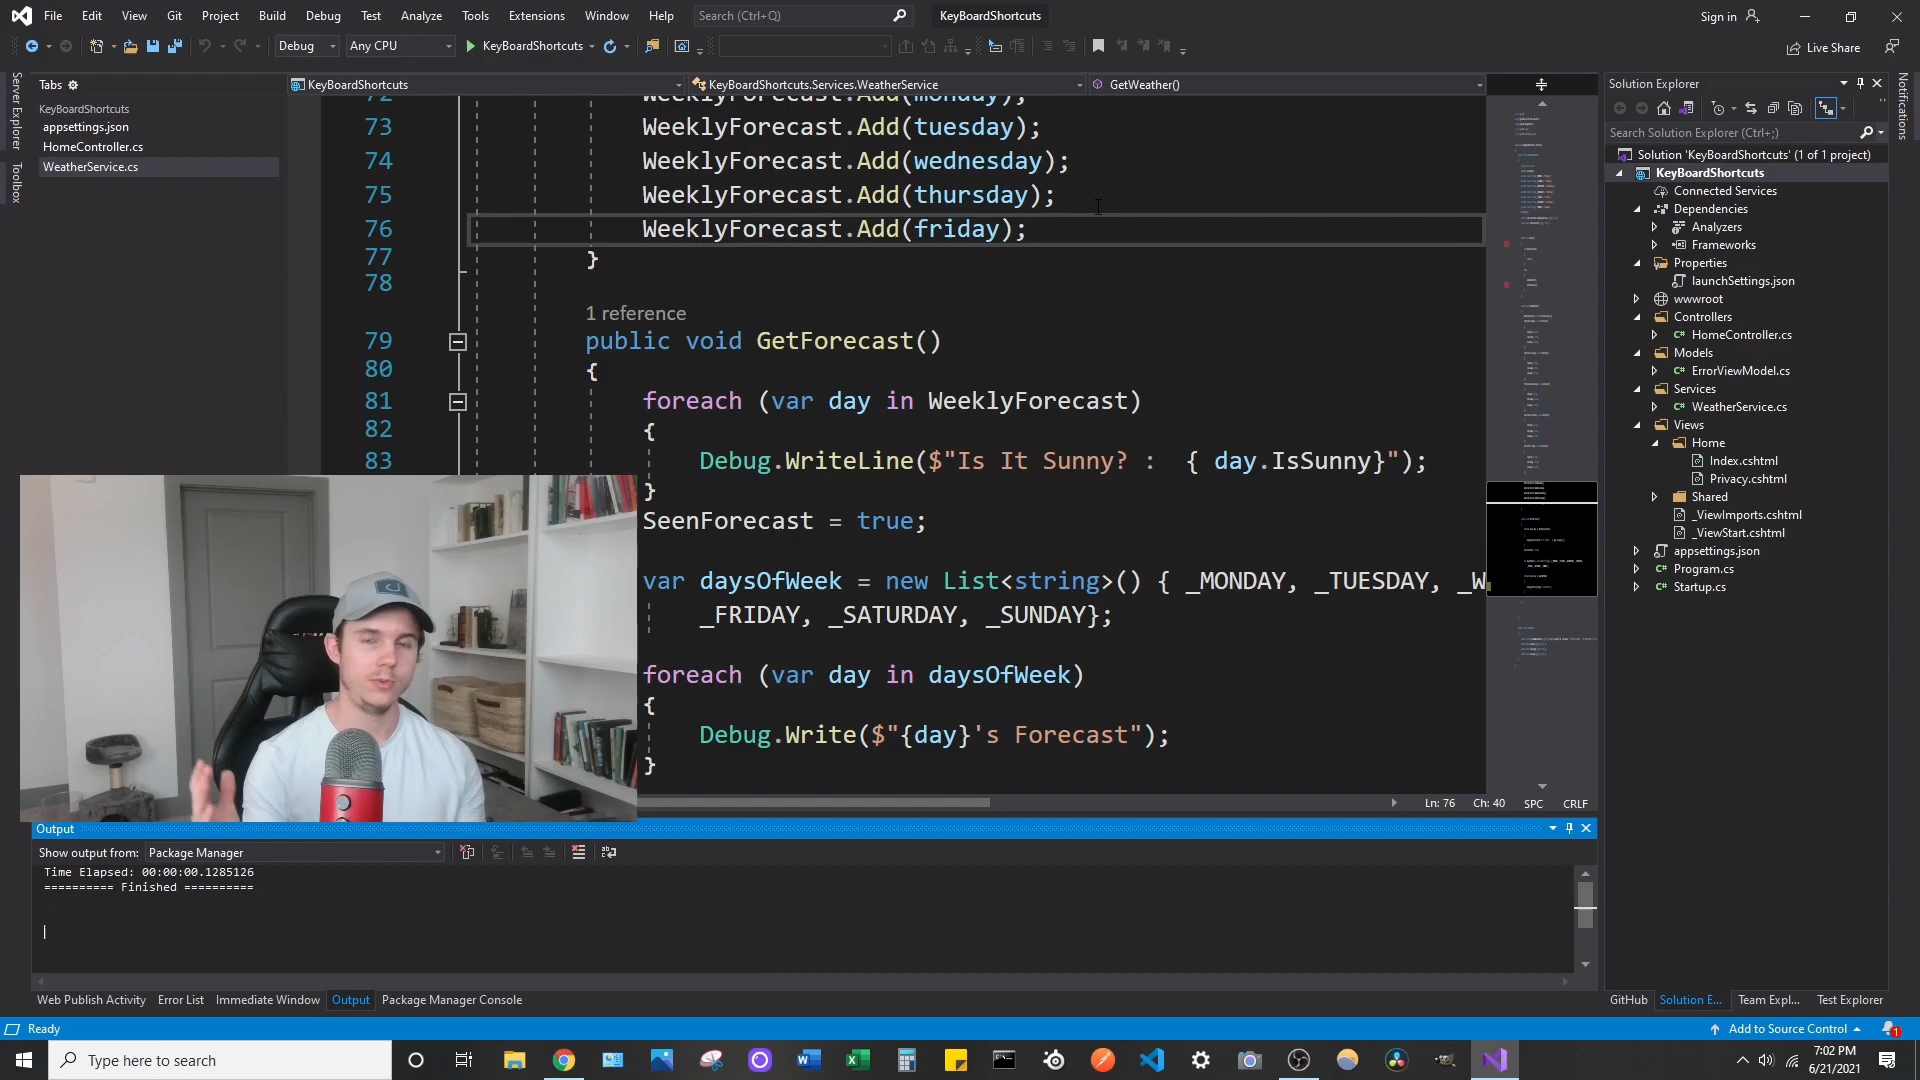 File Edit View Git Project Build Debug Test Analyze Tools Extensions Window Help Search (Ctrl+Q) KeyBoardShortcuts Sign in
Debug Any CPU KeyBoardShortcuts Live Share
Server Explorer
Toolbox
Tabs
KeyBoardShortcuts
appsettings.json
HomeController.cs
WeatherService.cs
KeyBoardShortcuts KeyBoardShortcuts.Services.WeatherService GetWeather()
72 WeeklyForecast.Add(monday);
73 WeeklyForecast.Add(tuesday);
74 WeeklyForecast.Add(wednesday);
75 WeeklyForecast.Add(thursday);
76 WeeklyForecast.Add(friday);
77 }
78
1 reference
79 public void GetForecast()
80 {
81 foreach (var day in WeeklyForecast)
82 {
83 Debug.WriteLine($"Is It Sunny? :  { day.IsSunny}");
}
SeenForecast = true;
var daysOfWeek = new List<string>() { _MONDAY, _TUESDAY, _W
_FRIDAY, _SATURDAY, _SUNDAY};
foreach (var day in daysOfWeek)
{
Debug.Write($"{day}'s Forecast");
}
Ln: 76 Ch: 40 SPC CRLF
Output
Show output from: Package Manager
Time Elapsed: 00:00:00.1285126
========== Finished ==========
Web Publish Activity Error List Immediate Window Output Package Manager Console
Solution Explorer
Search Solution Explorer (Ctrl+;)
Solution 'KeyBoardShortcuts' (1 of 1 project)
KeyBoardShortcuts
Connected Services
Dependencies
Analyzers
Frameworks
Properties
launchSettings.json
wwwroot
Controllers
C# HomeController.cs
Models
C# ErrorViewModel.cs
Services
C# WeatherService.cs
Views
Home
Index.cshtml
Privacy.cshtml
Shared
_ViewImports.cshtml
_ViewStart.cshtml
appsettings.json
C# Program.cs
C# Startup.cs
GitHub Solution E... Team Expl... Test Explorer
Notifications
Ready Add to Source Control 1
Type here to search 7:02 PM
6/21/2021